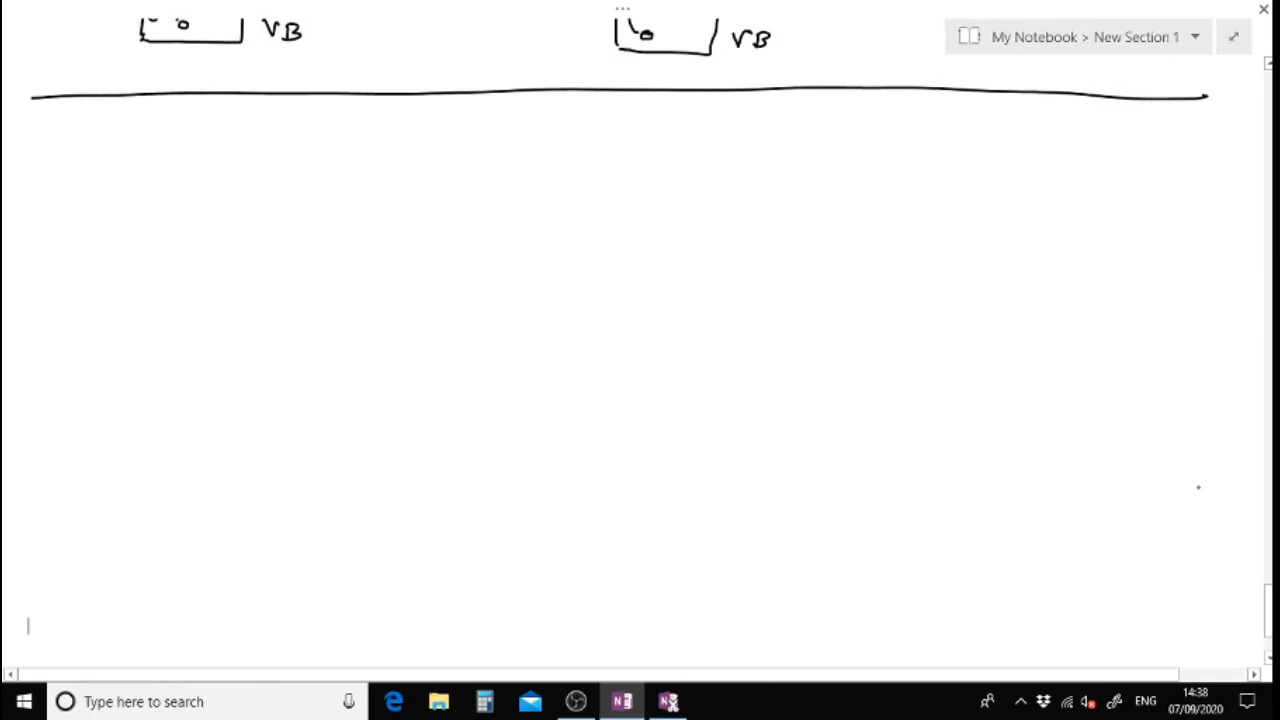 VB
VB
My Notebook > New Section 1
Type here to search
ENG
14:38
07/09/2020